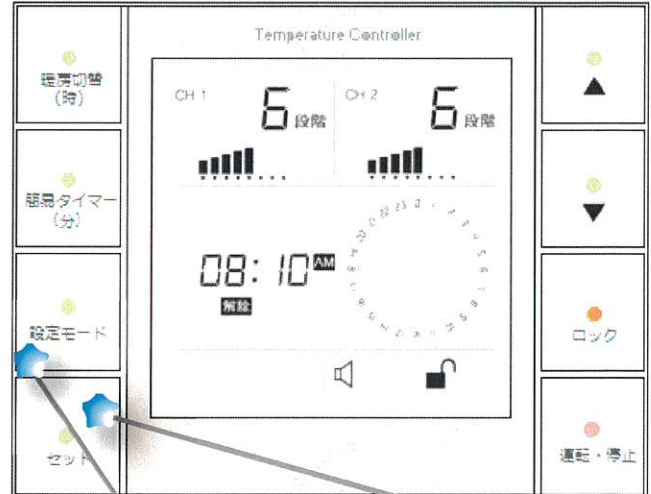 Temperature Controller
暖房切替
(時)
簡易タイマー
(分)
設定モード
セット
CH 1
6 段階
CH 2
6 段階
08:10 AM
解除
▲
▼
ロック
運転・停止